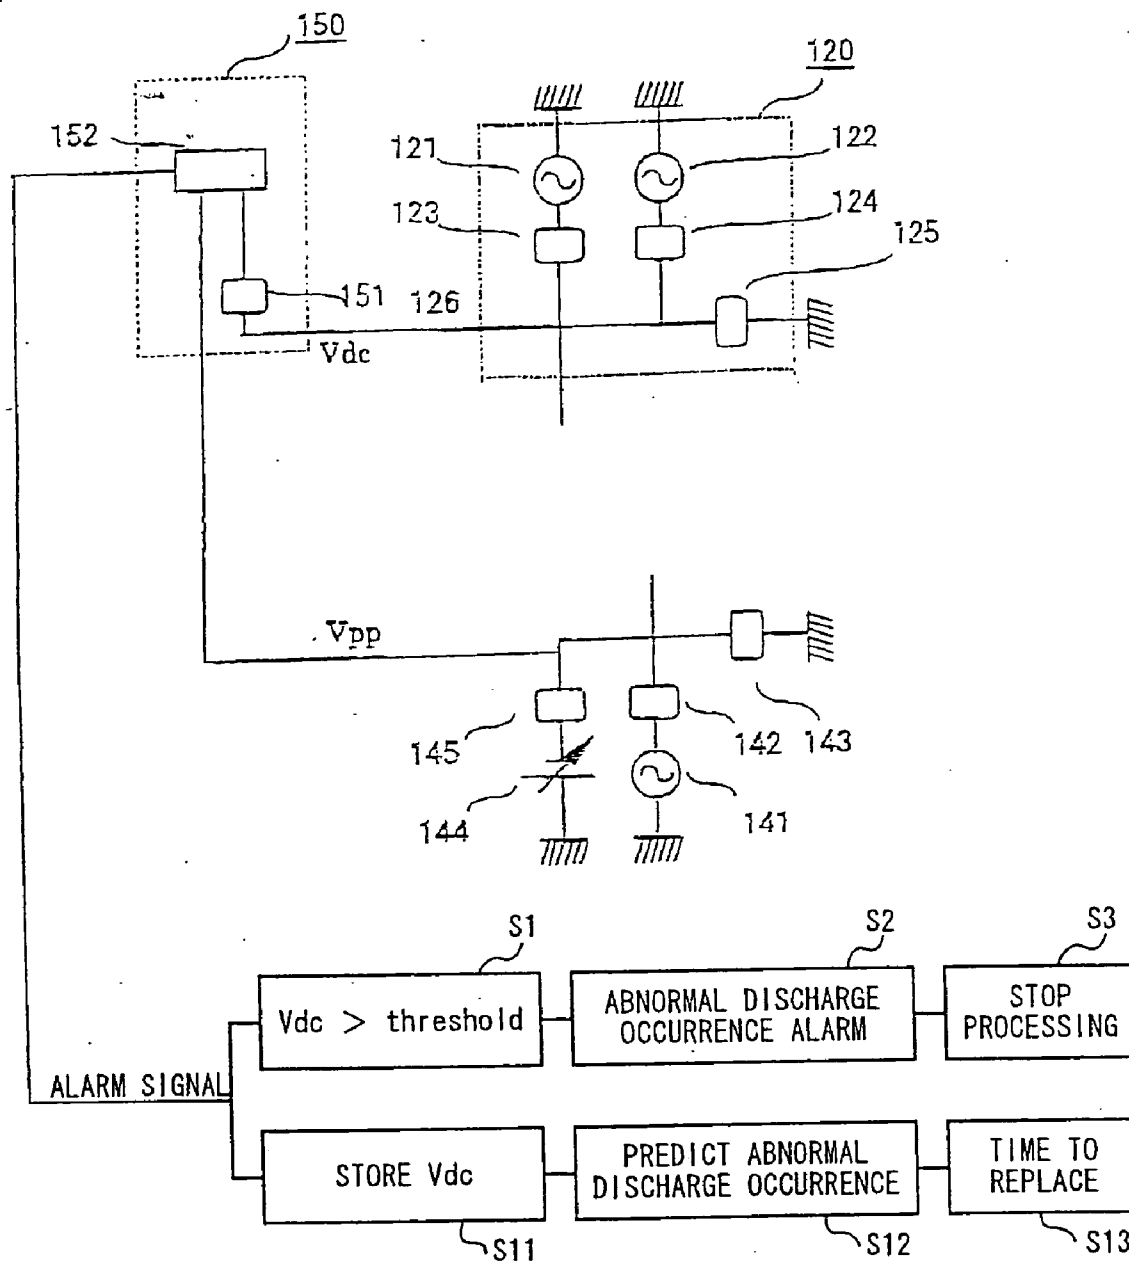 150
120
152
121
122
123
124
125
151
126
Vdc
Vpp
145
142
143
144
141
S1
S2
S3
Vdc > threshold
ABNORMAL DISCHARGE
OCCURRENCE ALARM
STOP
PROCESSING
ALARM SIGNAL
STORE Vdc
PREDICT ABNORMAL
DISCHARGE OCCURRENCE
TIME TO
REPLACE
S11
S12
S13